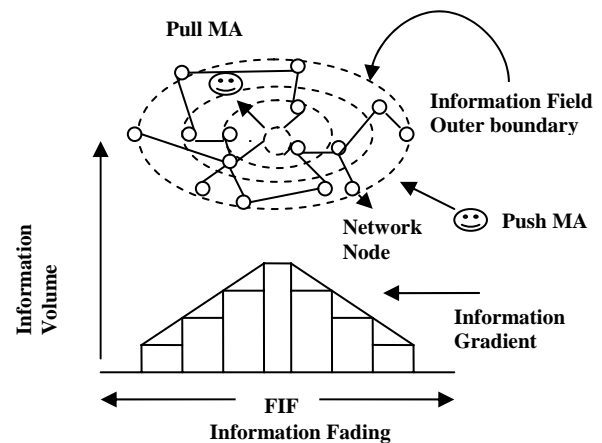 Pull MA
Information Field
Outer boundary
Push MA
Network
Node
Information
Volume
Information
Gradient
FIF
Information Fading